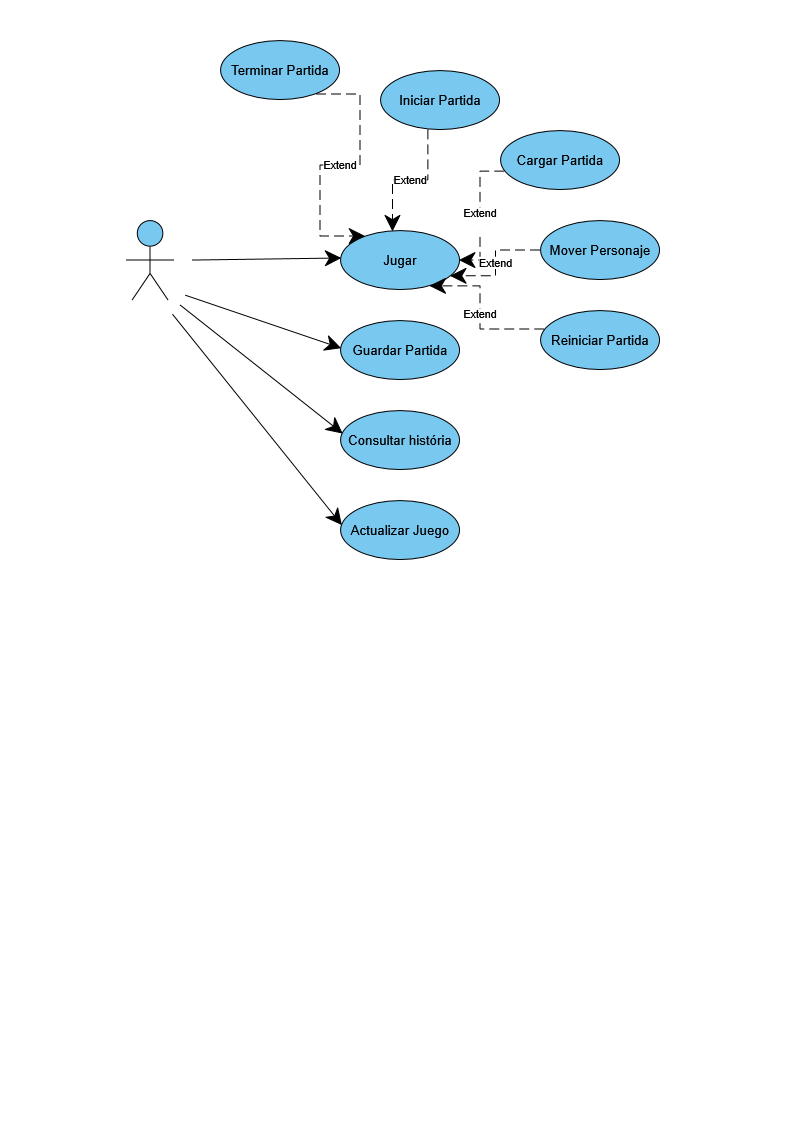 Terminar Partida
Iniciar Partida
Cargar Partida
Extend
Extend
Extend
Mover Personaje
Jugar
Extend
Extend
Reiniciar Partida
Guardar Partida
Consultar história
Actualizar Juego